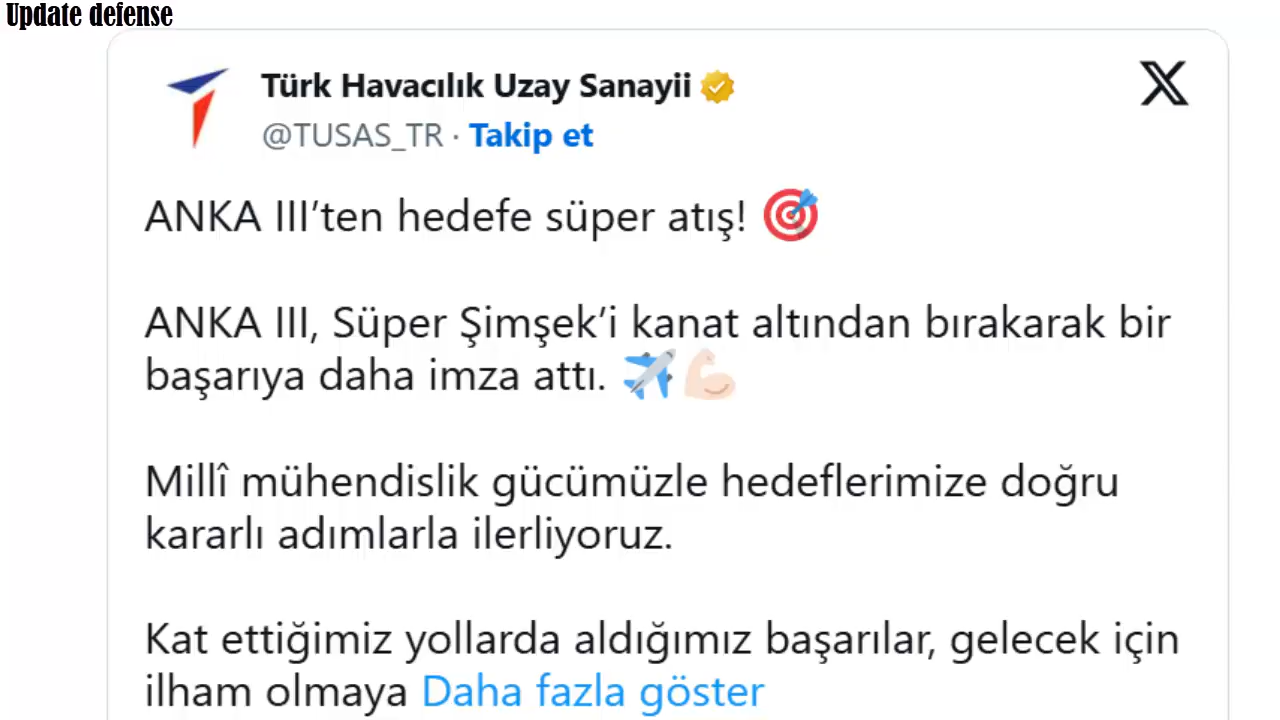 Update defense
Türk Havacılık Uzay Sanayii
@TUSAS_TR · Takip et
ANKA III’ten hedefe süper atış! 🎯
ANKA III, Süper Şimşek’i kanat altından bırakarak bir
başarıya daha imza attı. ✈️💪🏻
Millî mühendislik gücümüzle hedeflerimize doğru
kararlı adımlarla ilerliyoruz.
Kat ettiğimiz yollarda aldığımız başarılar, gelecek için
ilham olmaya Daha fazla göster